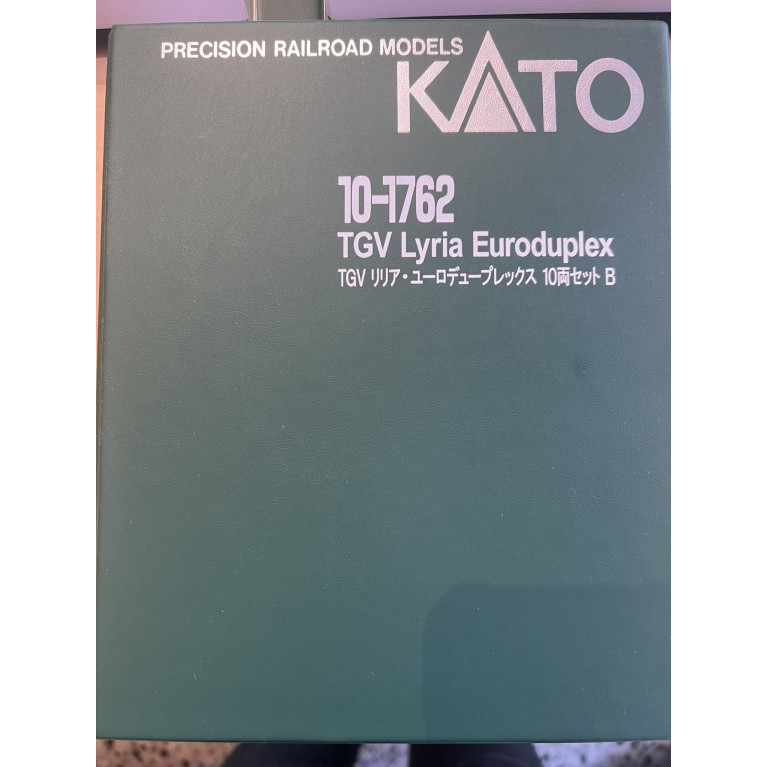 PRECISION RAILROAD MODELS
KATO
10-1762
TGV Lyria Euroduplex
TGV リリア・ユーロデュープレックス 10両セット B